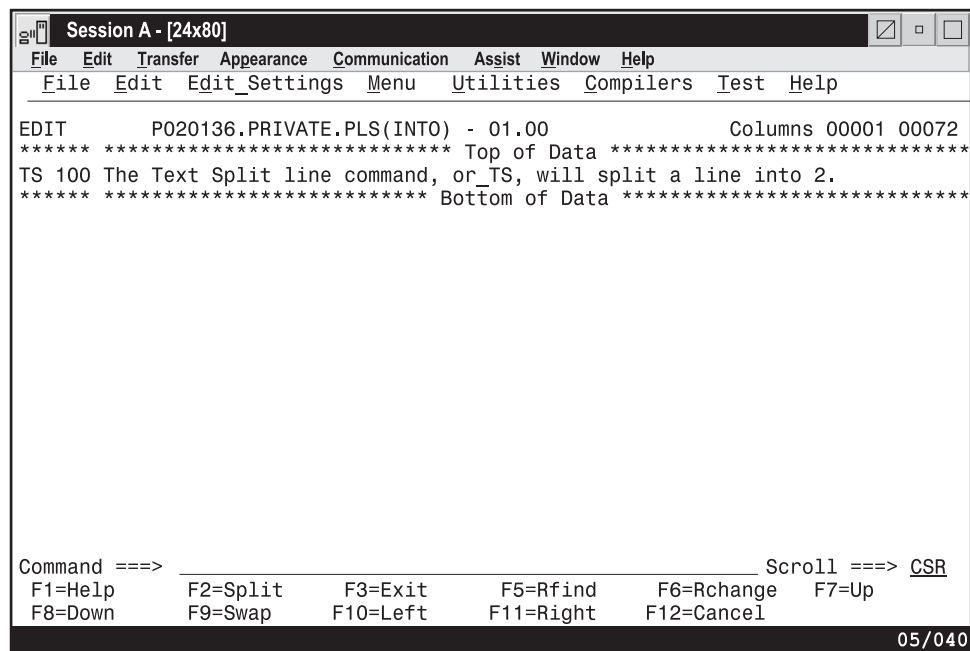 Session A - [24x80]
File Edit Transfer Appearance Communication Assist Window Help
File Edit Edit_Settings Menu Utilities Compilers Test Help
EDIT PO20136.PRIVATE.PLS(INTO) - 01.00 Columns 00001 00072
****** ***************************** Top of Data ******************************
TS 100 The Text Split line command, or_TS, will split a line into 2.
****** *************************** Bottom of Data *****************************
Command ===> Scroll ===> CSR
F1=Help F2=Split F3=Exit F5=Rfind F6=Rchange F7=Up
F8=Down F9=Swap F10=Left F11=Right F12=Cancel
05/040